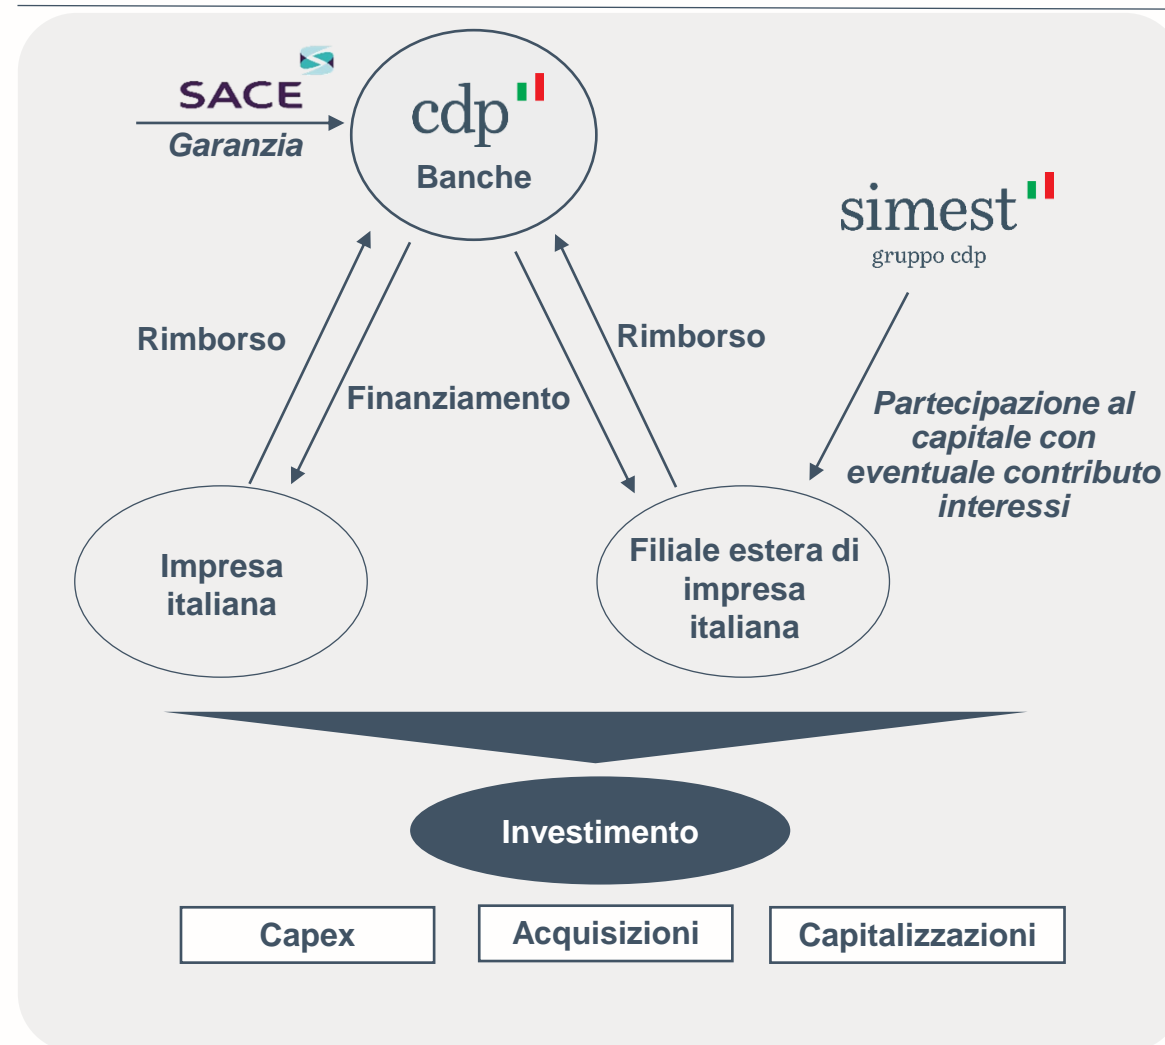 SACE
Garanzia
cdp
Banche
simest
gruppo cdp
Rimborso
Rimborso
Finanziamento
Partecipazione al
capitale con
eventuale contributo
interessi
Impresa
italiana
Filiale estera di
impresa
italiana
Investimento
Capex
Acquisizioni
Capitalizzazioni